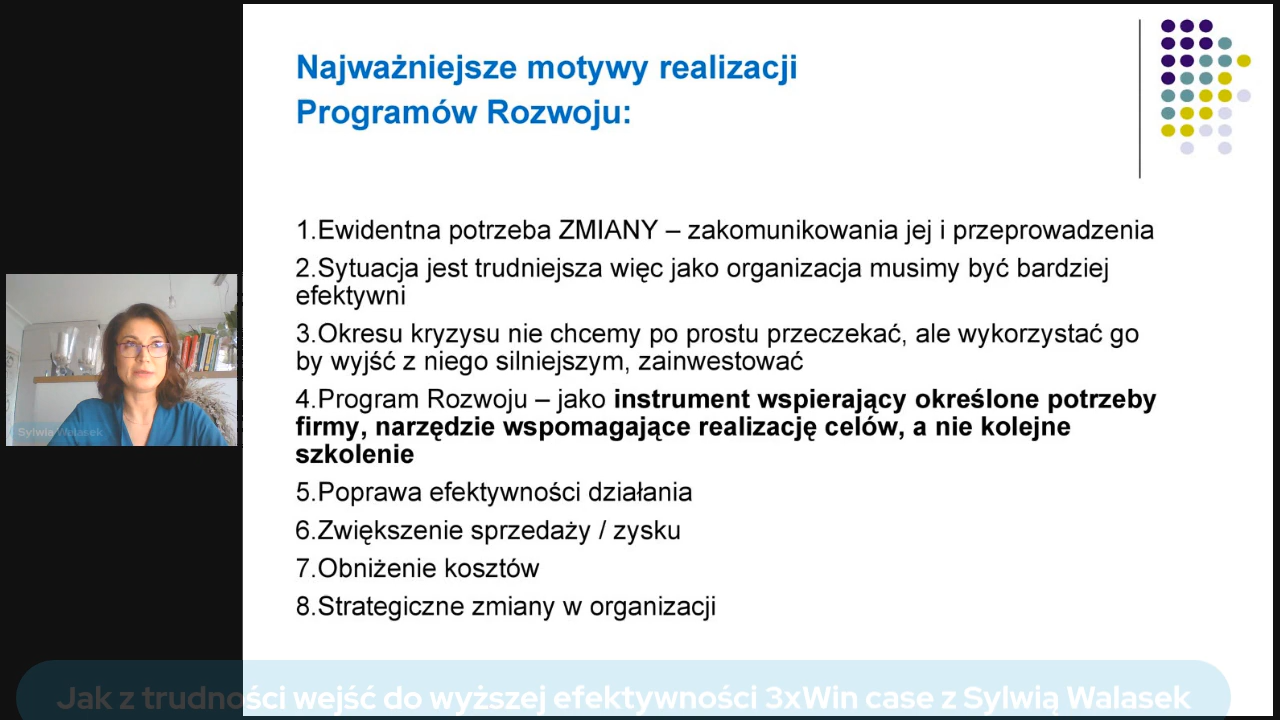 Najważniejsze motywy realizacji
Programów Rozwoju:
1.Ewidentna potrzeba ZMIANY – zakomunikowania jej i przeprowadzenia
2.Sytuacja jest trudniejsza więc jako organizacja musimy być bardziej
efektywni
3.Okresu kryzysu nie chcemy po prostu przeczekać, ale wykorzystać go
by wyjść z niego silniejszym, zainwestować
4.Program Rozwoju – jako instrument wspierający określone potrzeby
firmy, narzędzie wspomagające realizację celów, a nie kolejne
szkolenie
5.Poprawa efektywności działania
6.Zwiększenie sprzedaży / zysku
7.Obniżenie kosztów
8.Strategiczne zmiany w organizacji
Sylwia Walasek
Jak z trudności wejść do wyższej efektywności 3xWin case z Sylwią Walasek